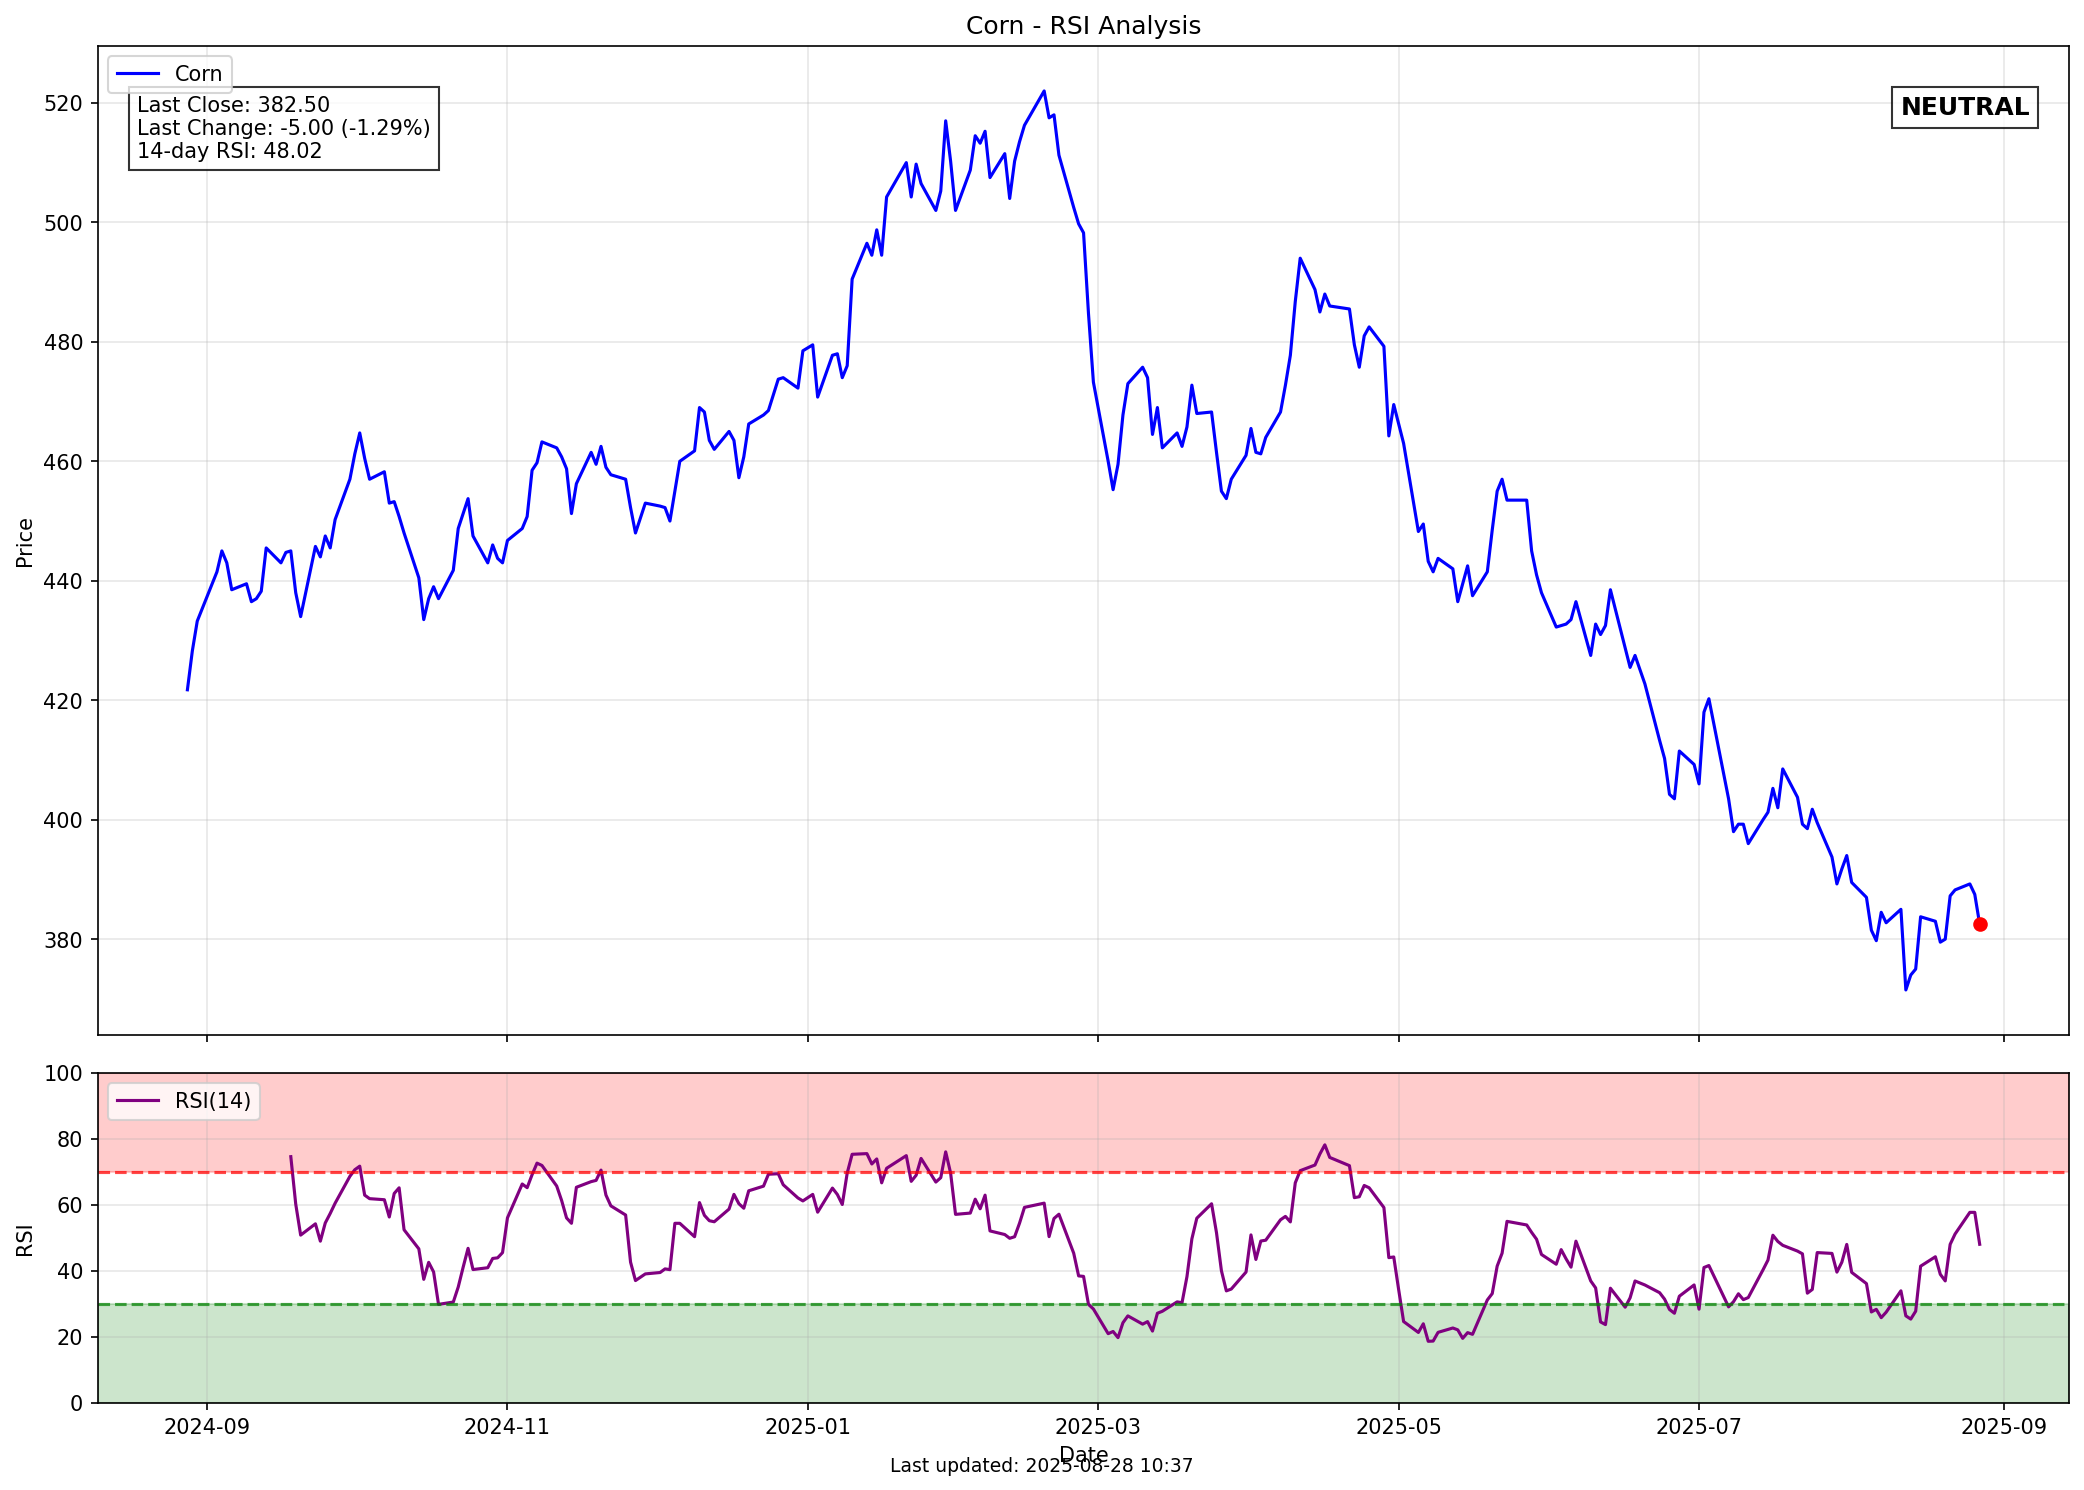 Corn - RSI Analysis
Corn
Last Close: 382.50
Last Change: -5.00 (-1.29%)
14-day RSI: 48.02
NEUTRAL
Price
520
500
480
460
440
420
400
380
RSI(14)
RSI
100
80
60
40
20
0
2024-09
2024-11
2025-01
2025-03
2025-05
2025-07
2025-09
Date
Last updated: 2025-08-28 10:37